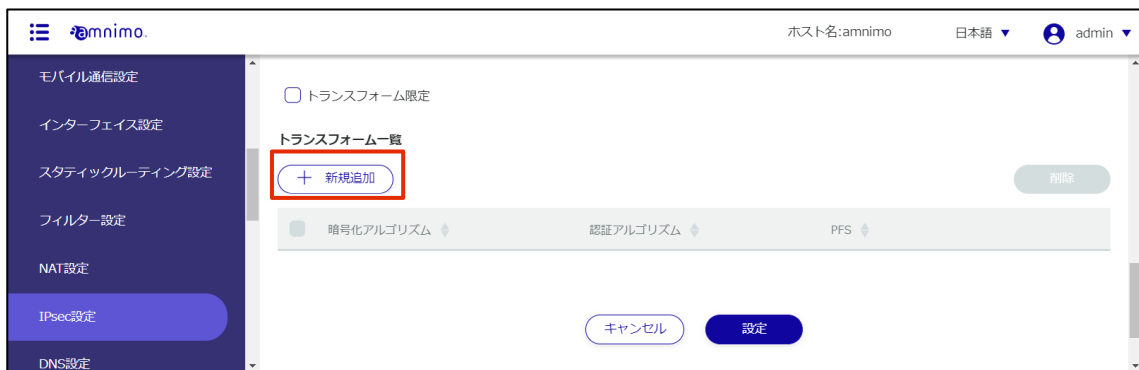 amnimo.
ホスト名:amnimo
日本語 ▼
admin ▼
モバイル通信設定
インターフェイス設定
スタティックルーティング設定
フィルター設定
NAT設定
IPsec設定
DNS設定
トランスフォーム限定
トランスフォーム一覧
＋ 新規追加
削除
暗号化アルゴリズム
認証アルゴリズム
PFS
キャンセル
設定